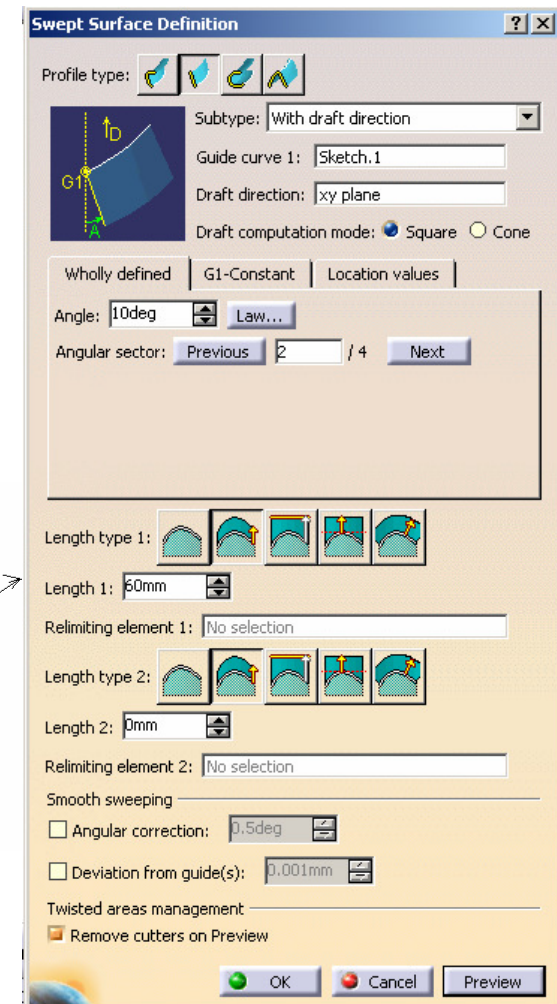 Swept Surface Definition
Profile type:
Subtype: With draft direction
D
G1
A
Guide curve 1: Sketch.1
Draft direction: xy plane
Draft computation mode: Square Cone
Wholly defined G1-Constant Location values
Angle: 10deg Law...
Angular sector: Previous 2 / 4 Next
Length type 1:
Length 1: 60mm
Relimiting element 1: No selection
Length type 2:
Length 2: 0mm
Relimiting element 2: No selection
Smooth sweeping
Angular correction: 0.5deg
Deviation from guide(s): 0.001mm
Twisted areas management
Remove cutters on Preview
OK Cancel Preview